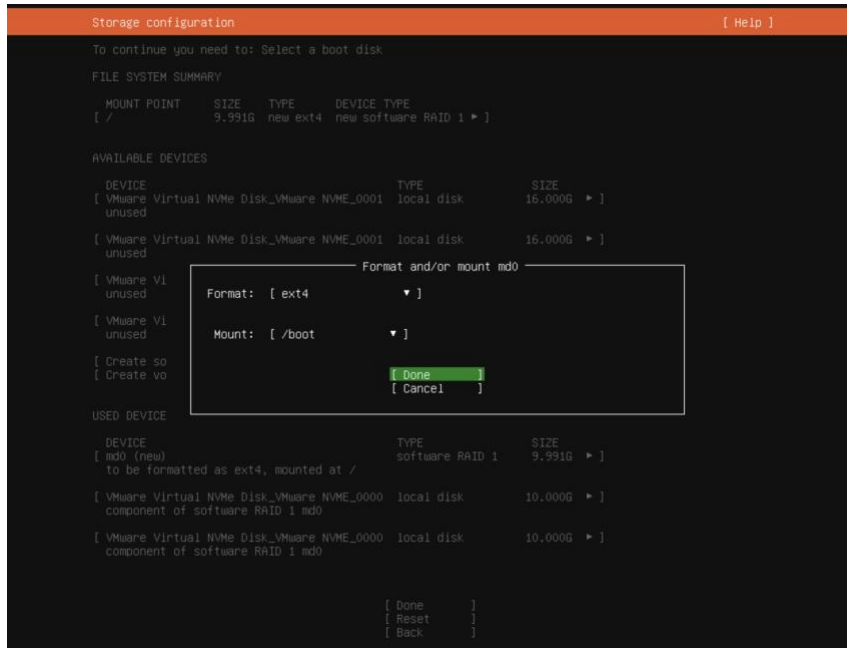 Storage configuration [ Help ]
To continue you need to: Select a boot disk
FILE SYSTEM SUMMARY
MOUNT POINT SIZE TYPE DEVICE TYPE
[ / 9.991G new ext4 new software RAID 1 ▸ ]
AVAILABLE DEVICES
DEVICE TYPE SIZE
[ VMware Virtual NVMe Disk_VMware NVME_0001 local disk 16.000G ▸ ]
unused
[ VMware Virtual NVMe Disk_VMware NVME_0001 local disk 16.000G ▸ ]
unused
Format and/or mount md0
[ VMware Vi
unused Format: [ ext4 ▾ ]
[ VMware Vi
unused Mount: [ /boot ▾ ]
[ Create so
[ Done ]
[ Create vo
[ Cancel ]
USED DEVICE
DEVICE TYPE SIZE
[ md0 (new) software RAID 1 9.991G ▸ ]
to be formatted as ext4, mounted at /
[ VMware Virtual NVMe Disk_VMware NVME_0000 local disk 10.000G ▸ ]
component of software RAID 1 md0
[ VMware Virtual NVMe Disk_VMware NVME_0000 local disk 10.000G ▸ ]
component of software RAID 1 md0
[ Done ]
[ Reset ]
[ Back ]